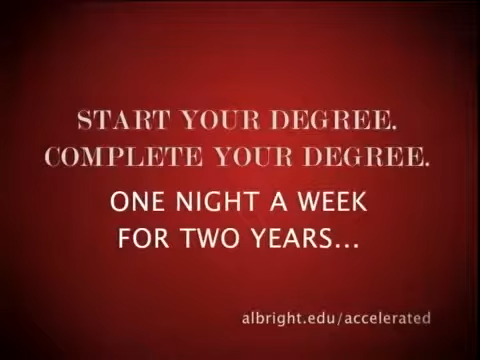 START YOUR DEGREE.
COMPLETE YOUR DEGREE.
ONE NIGHT A WEEK
FOR TWO YEARS...
albright.edu/accelerated